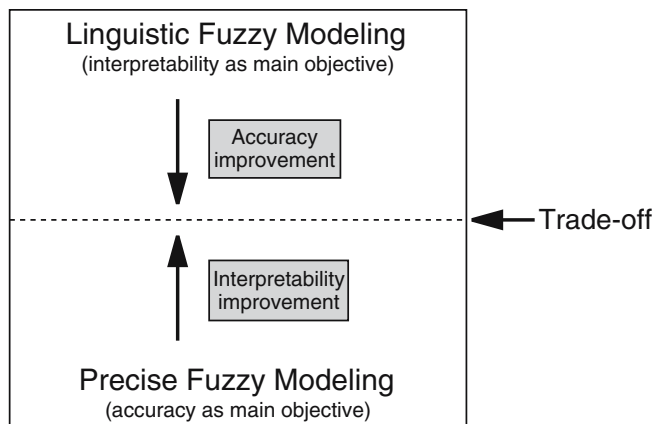 Linguistic Fuzzy Modeling
(interpretability as main objective)
Accuracy
improvement
Trade-off
Interpretability
improvement
Precise Fuzzy Modeling
(accuracy as main objective)